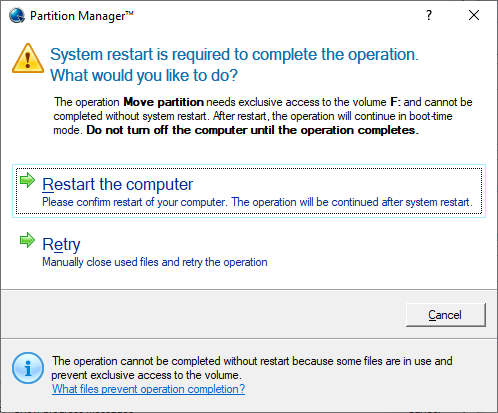 Partition Manager™
?
System restart is required to complete the operation.
What would you like to do?
The operation Move partition needs exclusive access to the volume F: and cannot be
completed without system restart. After restart, the operation will continue in boot-time
mode. Do not turn off the computer until the operation completes.
Restart the computer
Please confirm restart of your computer. The operation will be continued after system restart.
Retry
Manually close used files and retry the operation
Cancel
The operation cannot be completed without restart because some files are in use and
prevent exclusive access to the volume.
What files prevent operation completion?